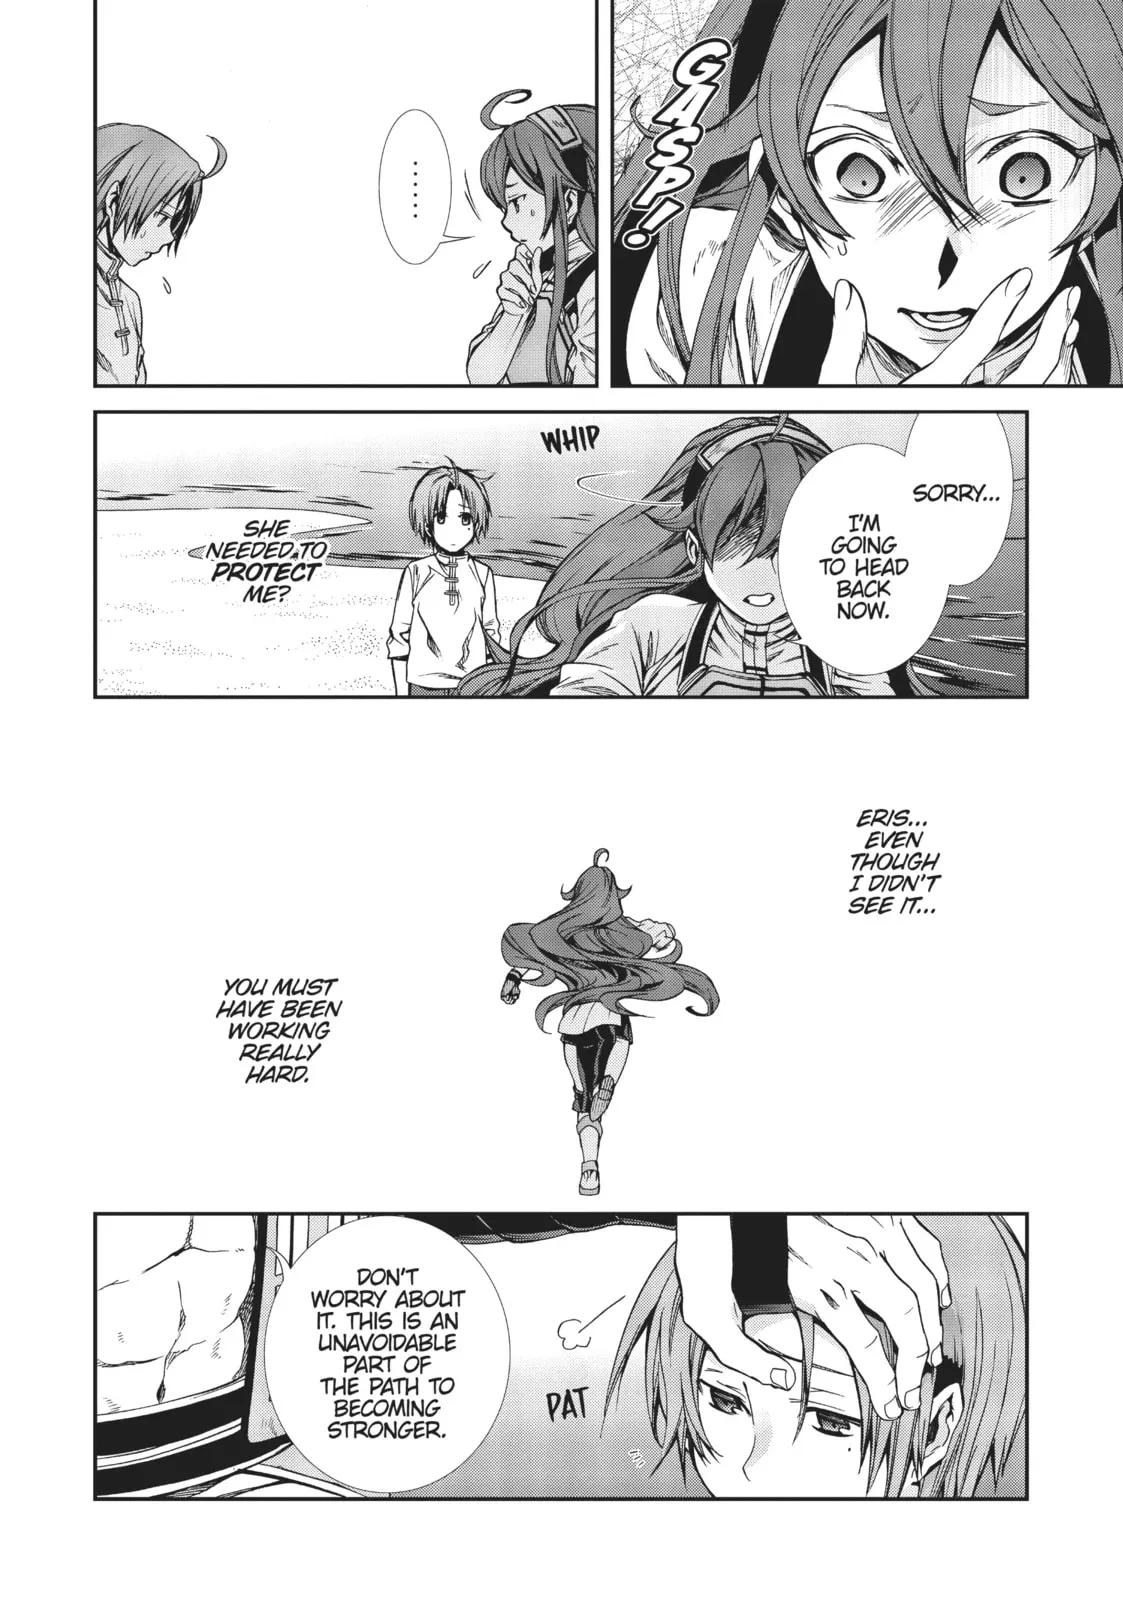 GASP!
......
SORRY...
I'M
GOING
TO HEAD
BACK
NOW.
WHIP
SHE
NEEDED TO
PROTECT
ME?
ERIS...
EVEN
THOUGH
I DIDN'T
SEE IT...
YOU MUST
HAVE BEEN
WORKING
REALLY
HARD.
PAT
DON'T
WORRY ABOUT
IT. THIS IS AN
UNAVOIDABLE
PART OF
THE PATH TO
BECOMING
STRONGER.